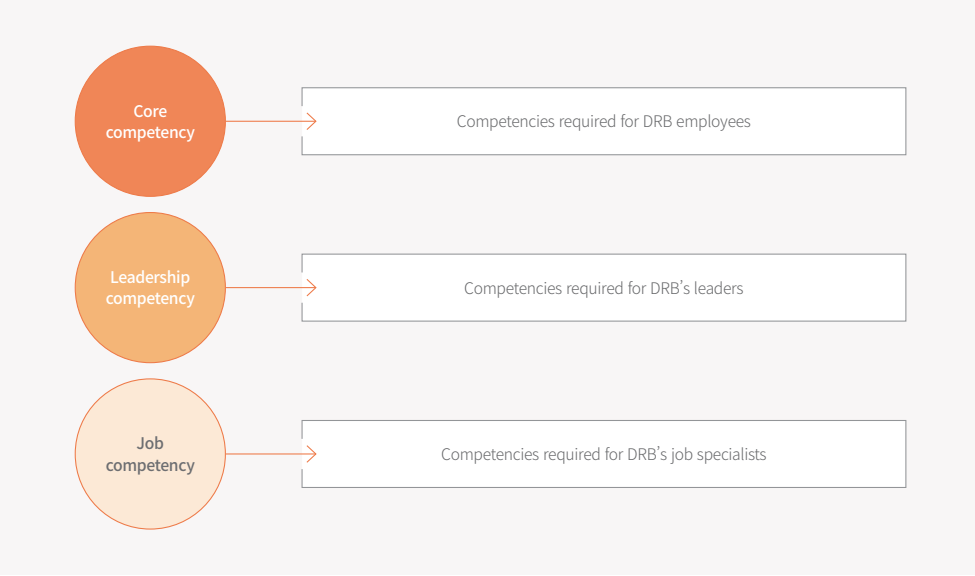 Core
competency
Competencies required for DRB employees
Leadership
competency
Competencies required for DRB’s leaders
Job
competency
Competencies required for DRB’s job specialists